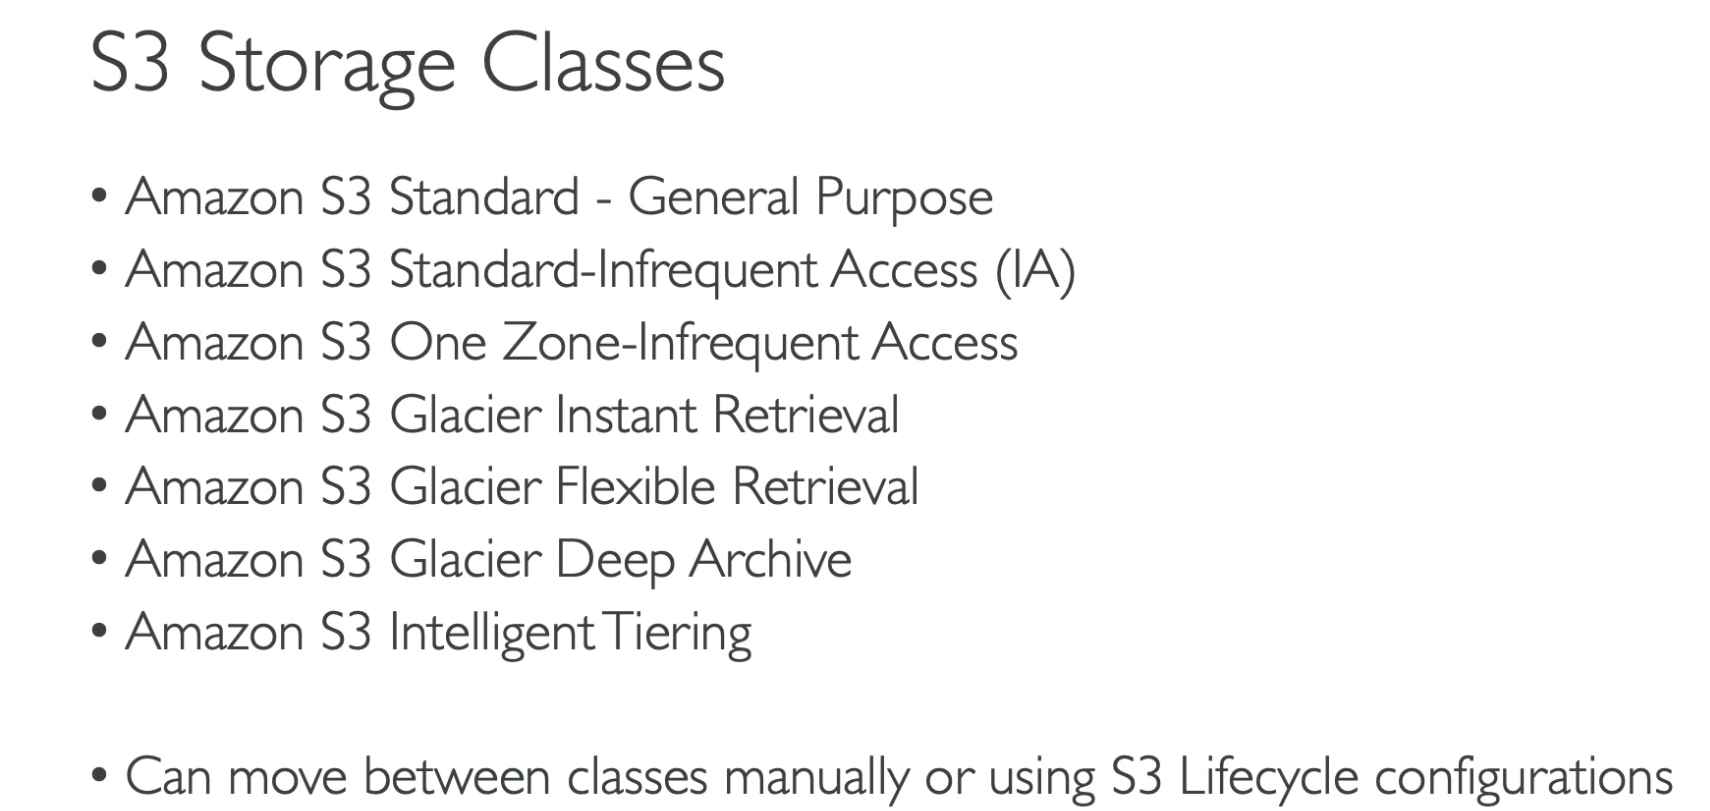 S3 Storage Classes
• Amazon S3 Standard - General Purpose
• Amazon S3 Standard-Infrequent Access (IA)
• Amazon S3 One Zone-Infrequent Access
• Amazon S3 Glacier Instant Retrieval
• Amazon S3 Glacier Flexible Retrieval
• Amazon S3 Glacier Deep Archive
• Amazon S3 Intelligent Tiering
• Can move between classes manually or using S3 Lifecycle configurations